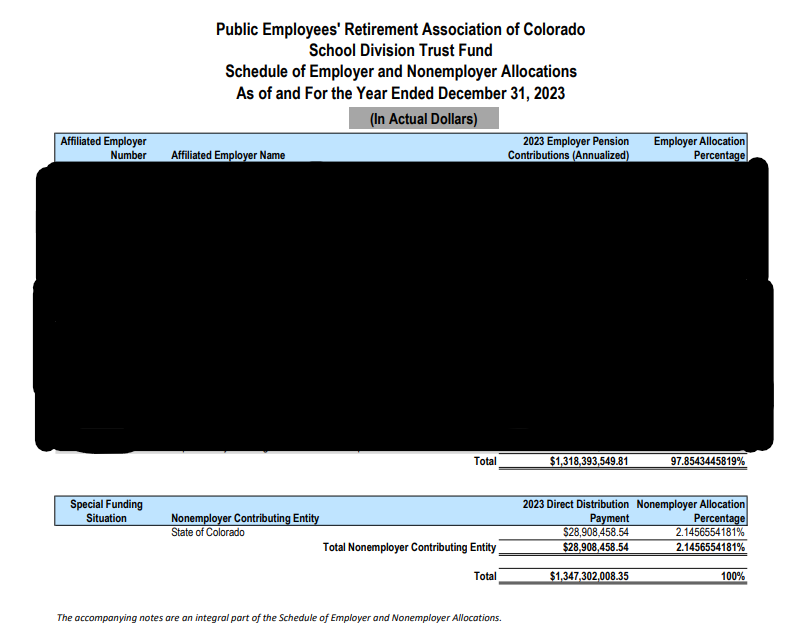 Public Employees' Retirement Association of Colorado
School Division Trust Fund
Schedule of Employer and Nonemployer Allocations
As of and For the Year Ended December 31, 2023
(In Actual Dollars)
Affiliated Employer 2023 Employer Pension Employer Allocation
Number Affiliated Employer Name Contributions (Annualized) Percentage
Total $1,318,393,549.81 97.8543445819%
Special Funding 2023 Direct Distribution Nonemployer Allocation
Situation Nonemployer Contributing Entity Payment Percentage
State of Colorado $28,908,458.54 2.1456554181%
Total Nonemployer Contributing Entity $28,908,458.54 2.1456554181%
Total $1,347,302,008.35 100%
The accompanying notes are an integral part of the Schedule of Employer and Nonemployer Allocations.